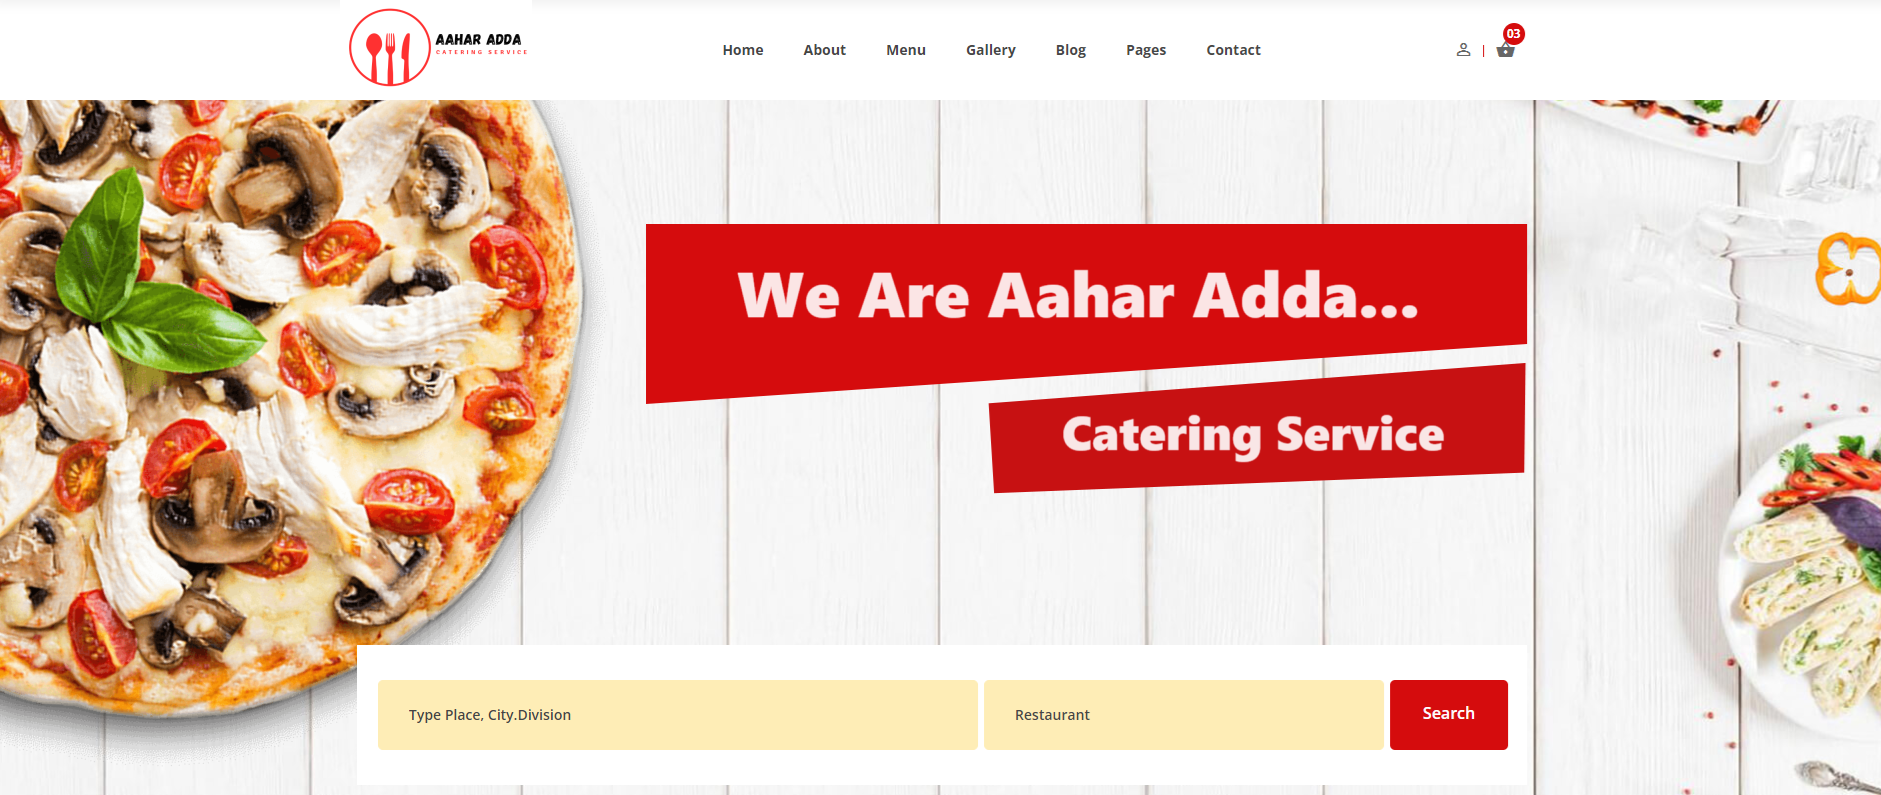 AAHAR ADDA
CATERING SERVICE
Home About Menu Gallery Blog Pages Contact
03
We Are Aahar Adda...
Catering Service
Type Place, City.Division
Restaurant
Search